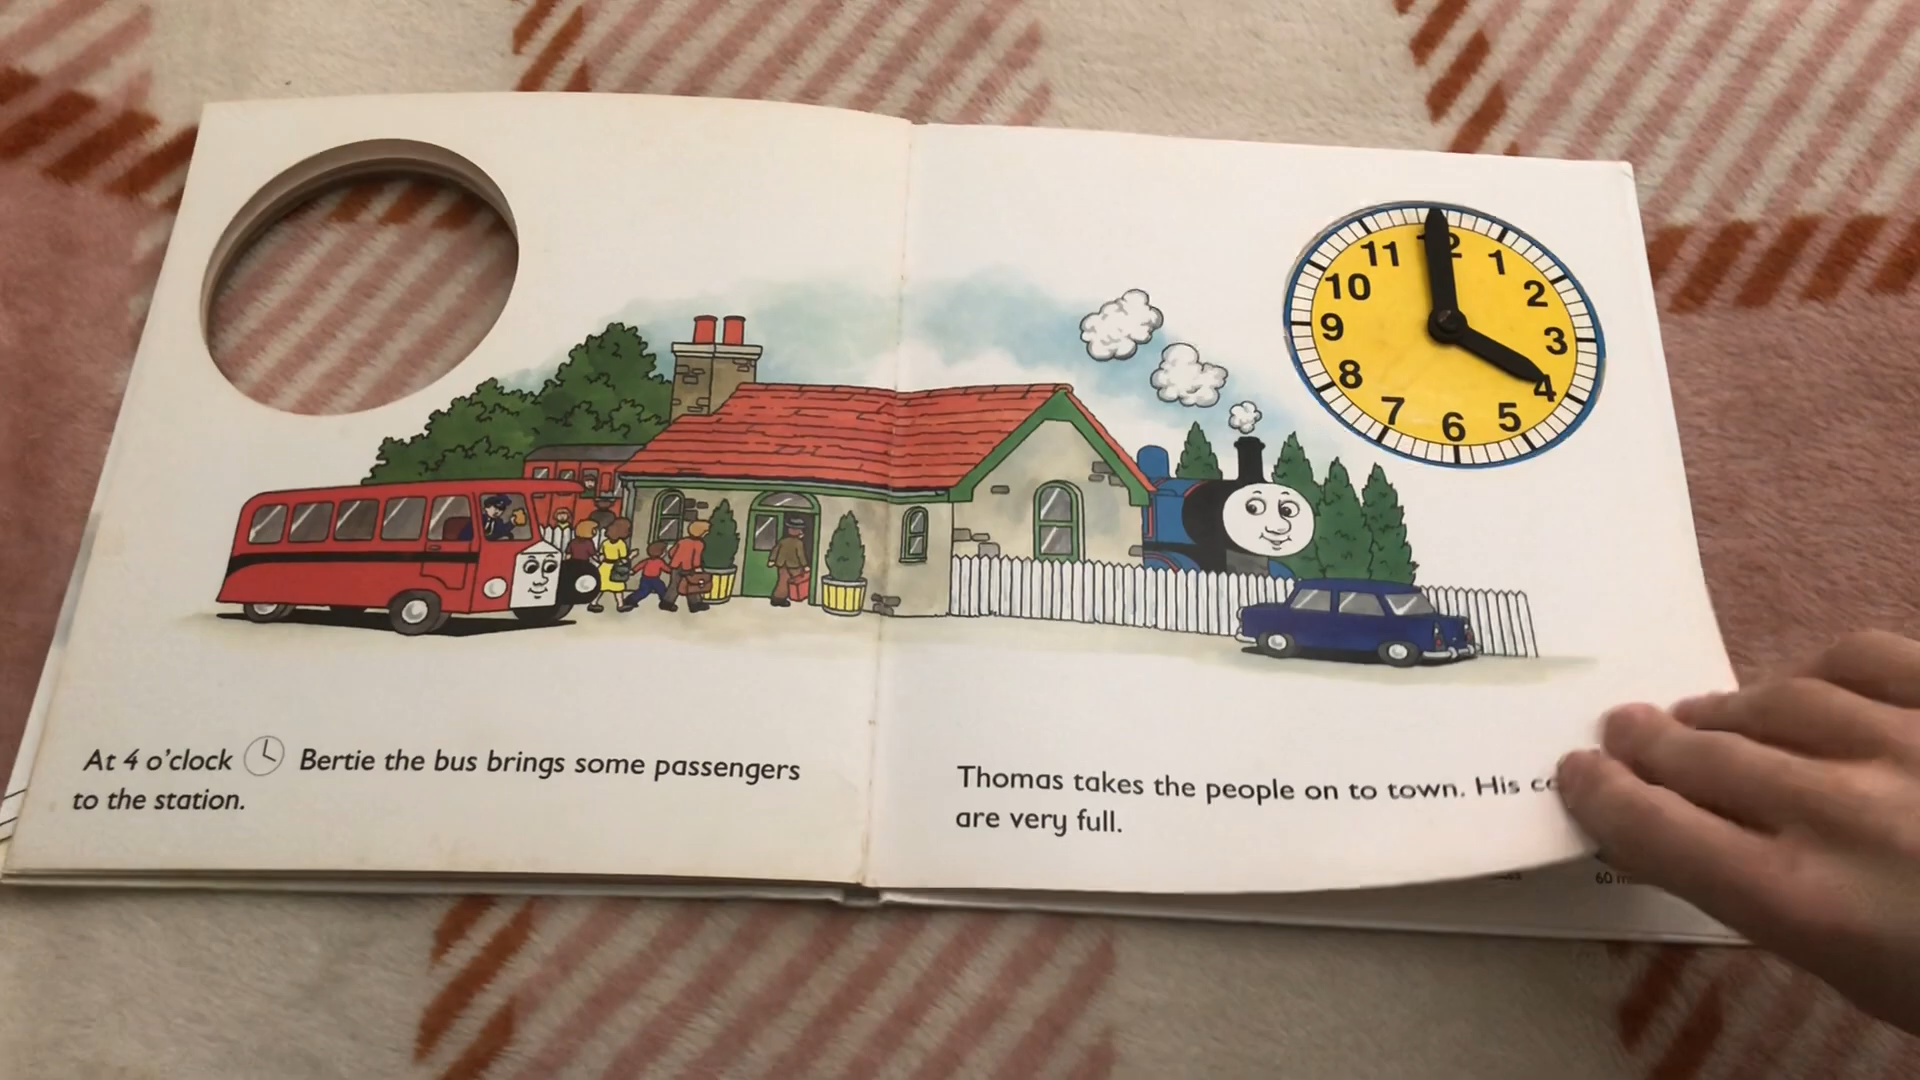 At 4 o'clock Bertie the bus brings some passengers
to the station.
Thomas takes the people on to town. His
are very full.
11 12 1
10 2
9 3
8 4
7 6 5
60